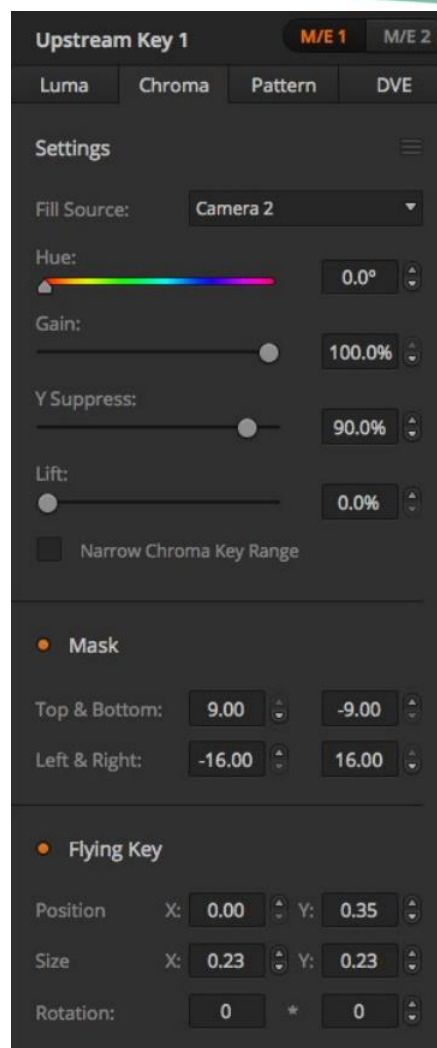 Upstream Key 1 M/E 1 M/E 2
Luma Chroma Pattern DVE
Settings
Fill Source: Camera 2
Hue:
0.0°
Gain:
100.0%
Y Suppress:
90.0%
Lift:
0.0%
Narrow Chroma Key Range
Mask
Top & Bottom: 9.00 -9.00
Left & Right: -16.00 16.00
Flying Key
Position X: 0.00 Y: 0.35
Size X: 0.23 Y: 0.23
Rotation: 0 * 0